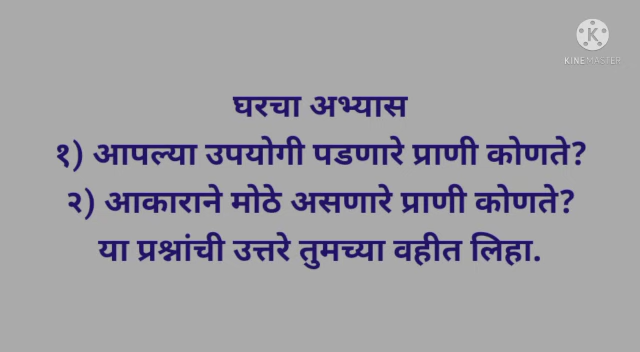 KINEMASTER
घरचा अभ्यास
१) आपल्या उपयोगी पडणारे प्राणी कोणते?
२) आकाराने मोठे असणारे प्राणी कोणते?
या प्रश्नांची उत्तरे तुमच्या वहीत लिहा.